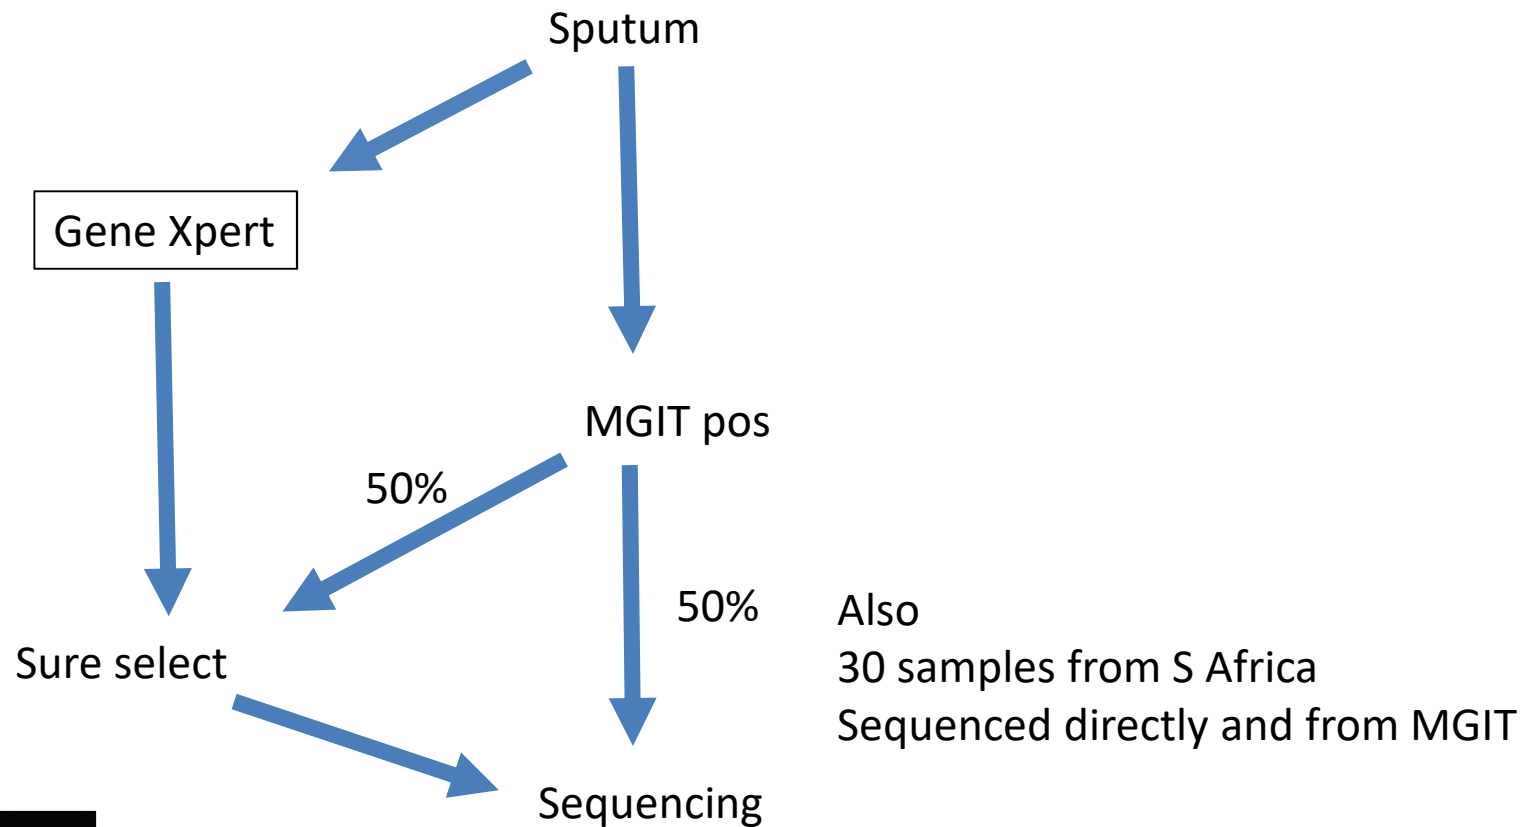 Sputum
Gene Xpert
MGIT pos
50%
50%
Also
30 samples from S Africa
Sequenced directly and from MGIT
Sure select
Sequencing